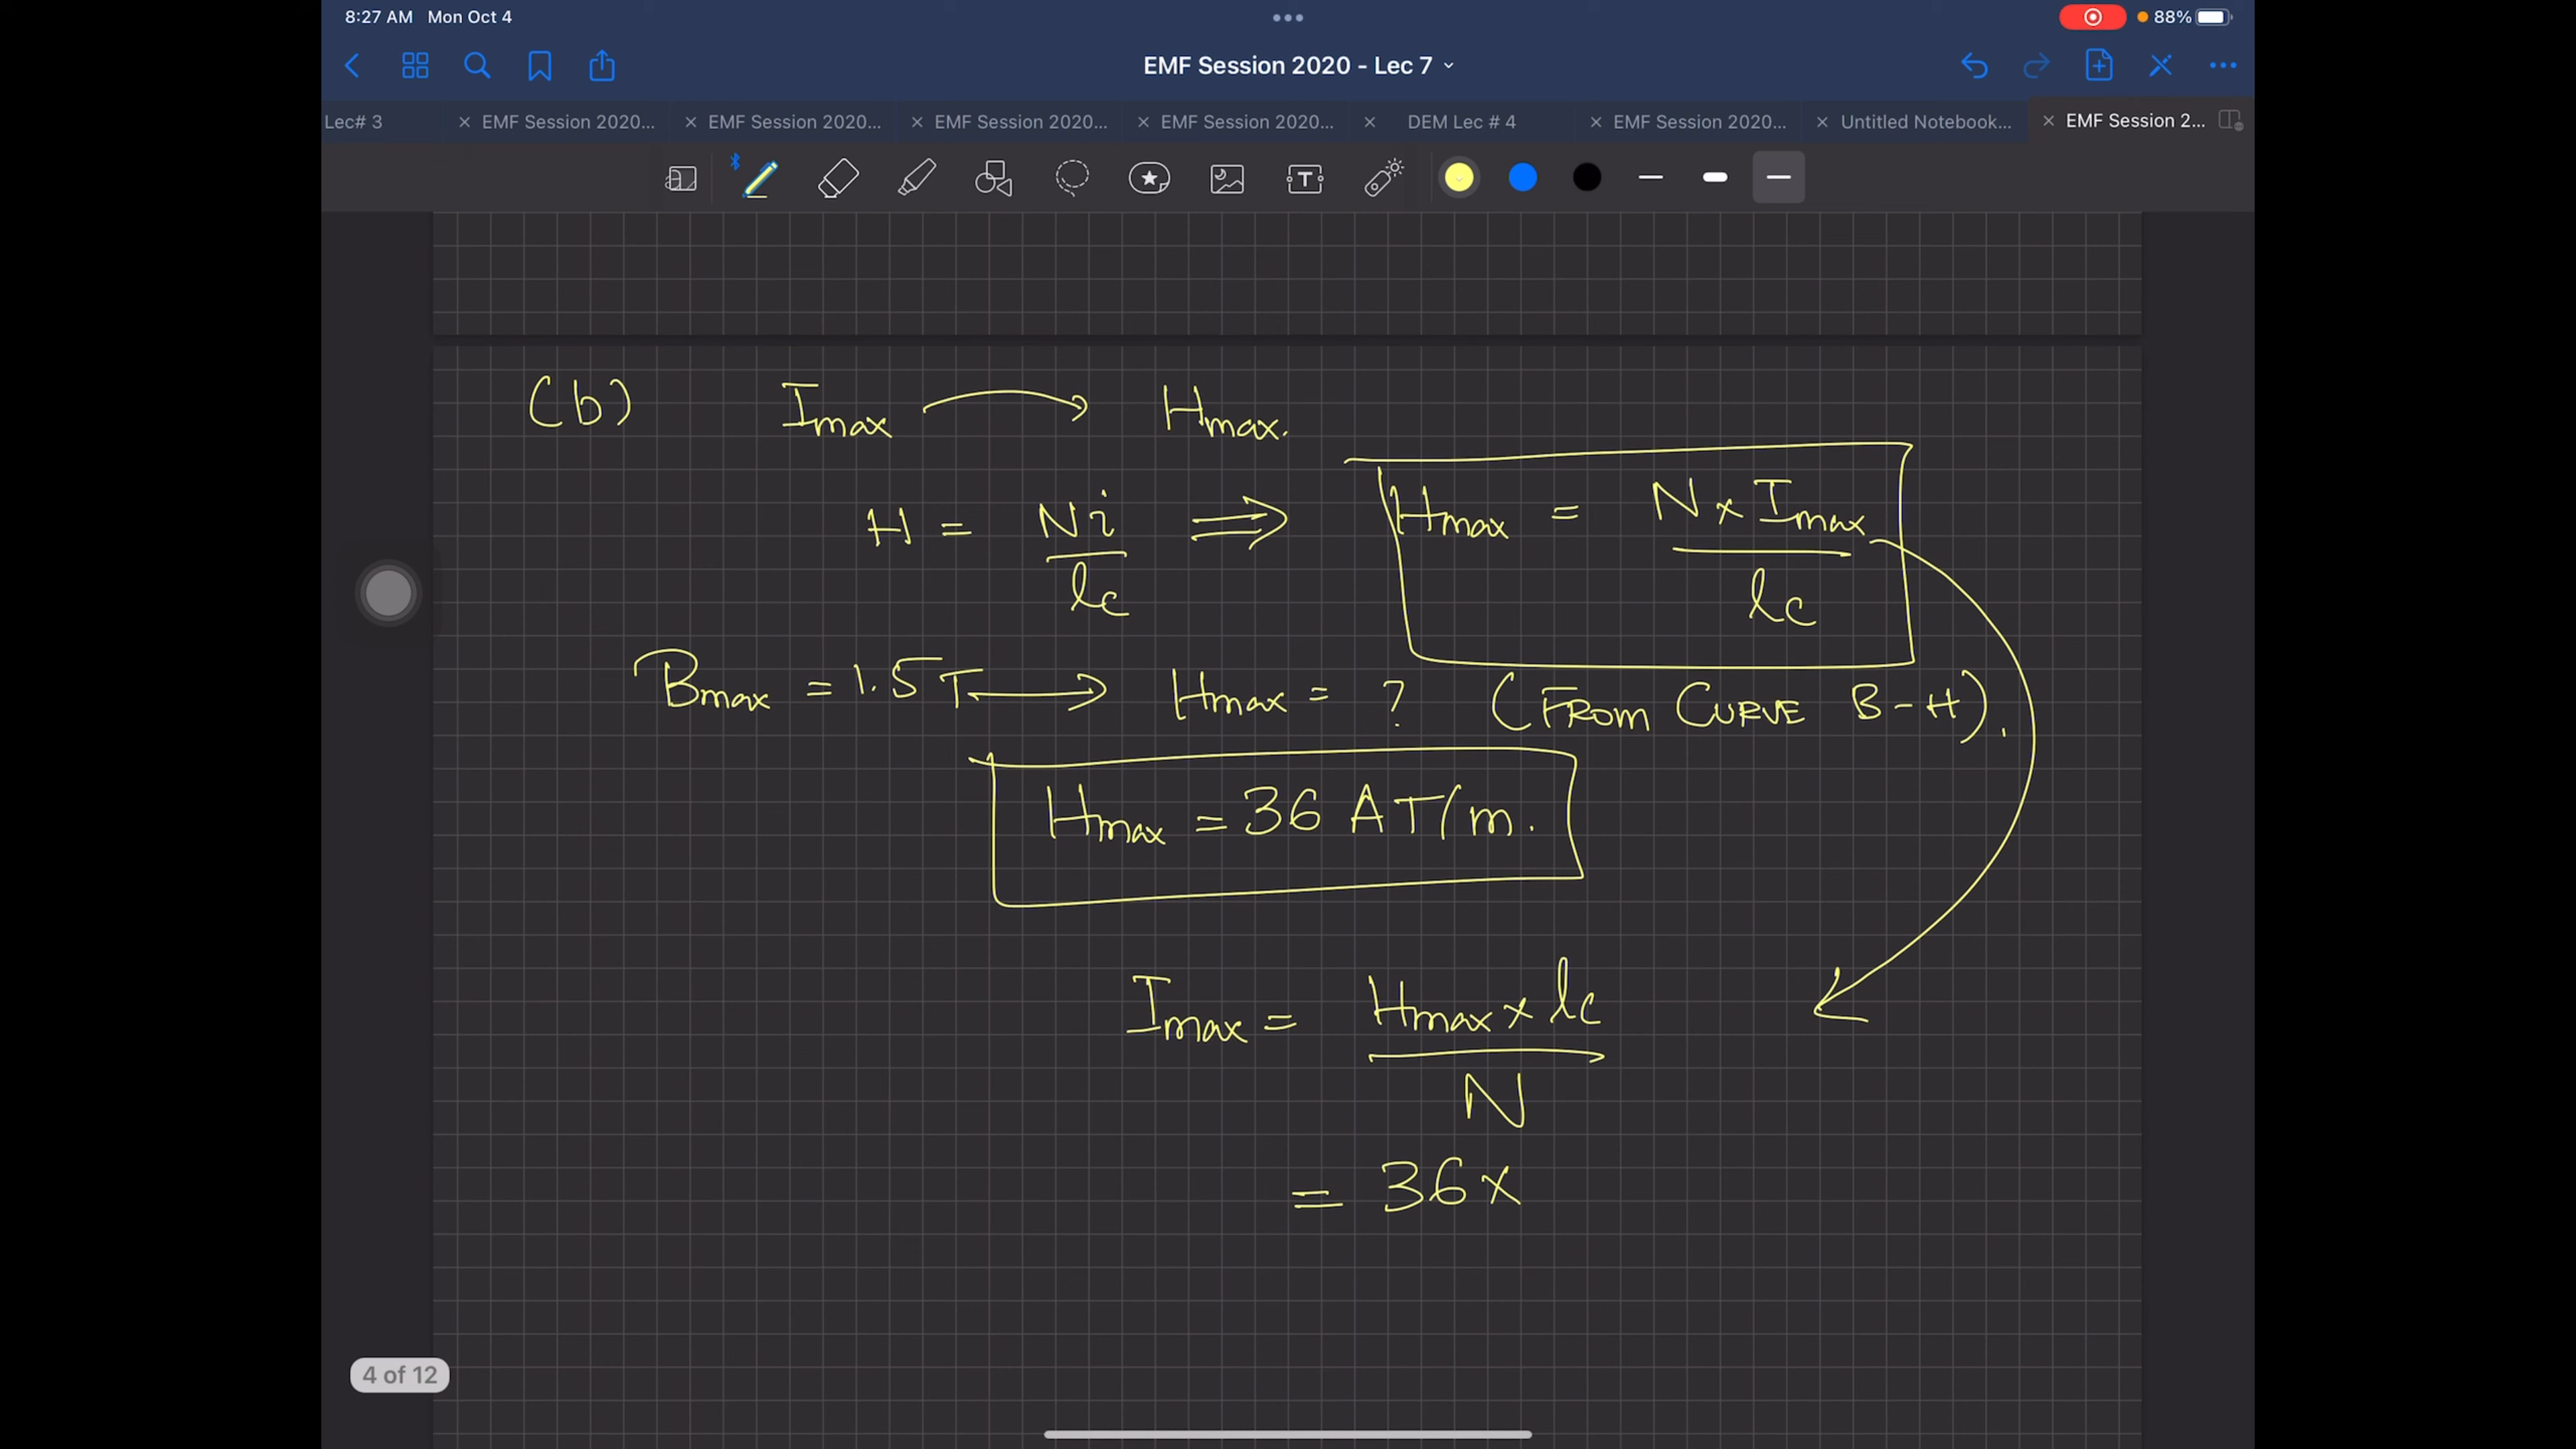 8:27 AM Mon Oct 4
88%
EMF Session 2020 - Lec 7
Lec# 3
EMF Session 2020...
EMF Session 2020...
EMF Session 2020...
EMF Session 2020...
DEM Lec # 4
EMF Session 2020...
Untitled Notebook...
EMF Session 2...
(b) Imax → Hmax.
H = Ni / lc ⇒ Hmax = N x Imax / lc
Bmax = 1.5 T → Hmax = ? (FROM CURVE B-H).
Hmax = 36 AT/m.
Imax = Hmax x lc / N
= 36 x
4 of 12